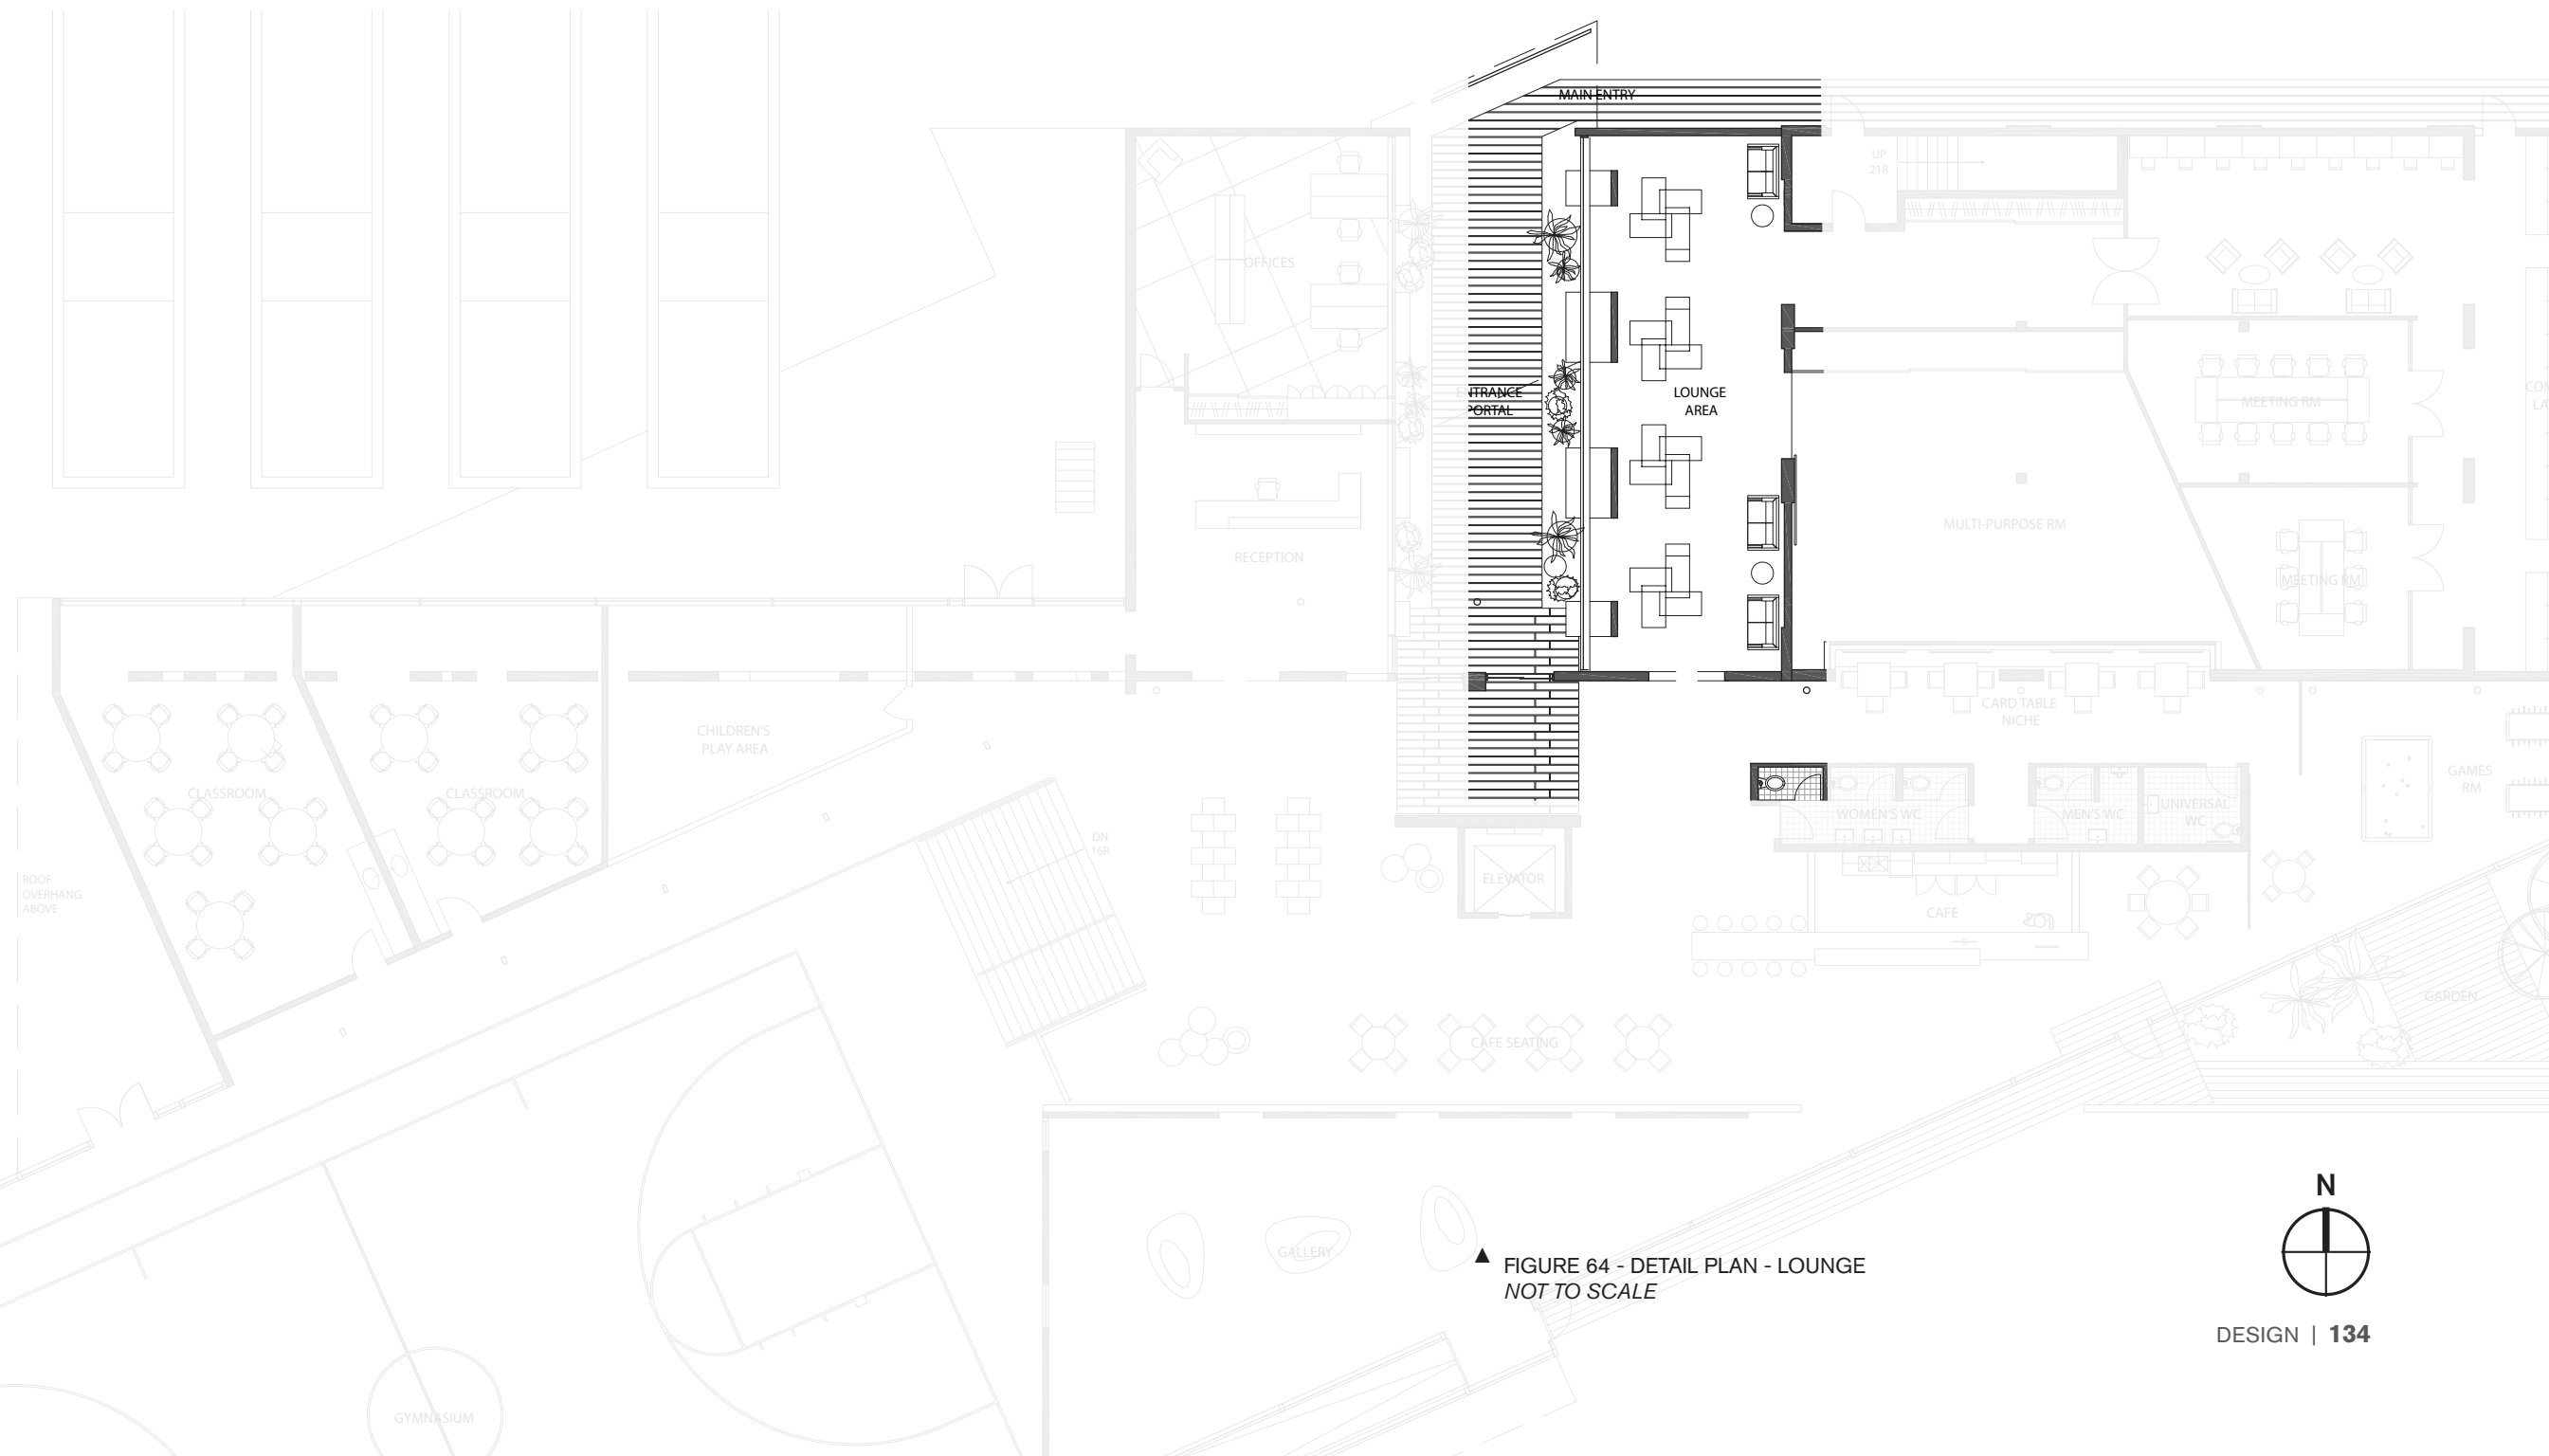 MAIN ENTRY
UP
21R
OFFICES
ENTRANCE
PORTAL
LOUNGE
AREA
MEETING RM
RECEPTION
MULTI-PURPOSE RM
MEETING RM
CARD TABLE
NICHE
CHILDREN'S
PLAY AREA
CLASSROOM
CLASSROOM
GAMES
RM
WOMEN'S WC
MEN'S WC
UNIVERSAL
WC
DN
16R
ROOF
OVERHANG
ABOVE
ELEVATOR
CAFE
GARDEN
CAFE SEATING
GALLERY
GYMNASIUM
N
▲ FIGURE 64 - DETAIL PLAN - LOUNGE
NOT TO SCALE
DESIGN | 134